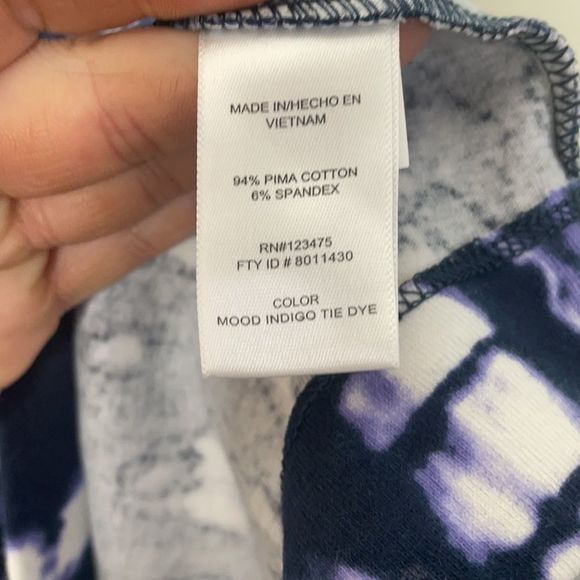 MADE IN/HECHO EN
VIETNAM
94% PIMA COTTON
6% SPANDEX
RN#123475
FTY ID # 8011430
COLOR
MOOD INDIGO TIE DYE